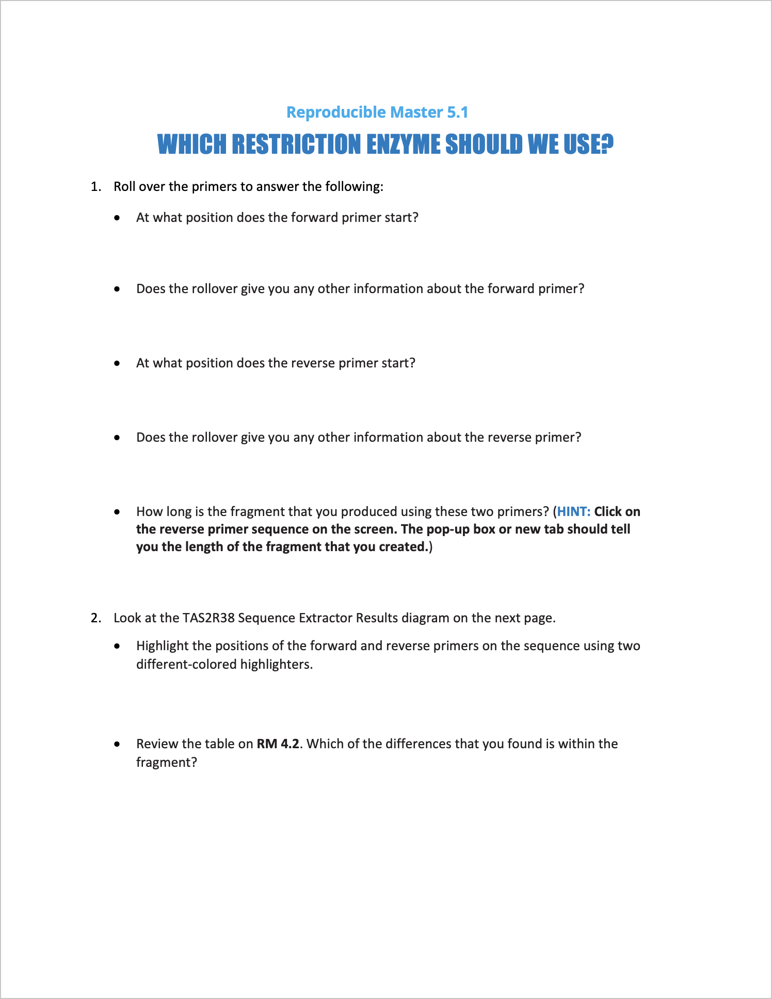 Reproducible Master 5.1
WHICH RESTRICTION ENZYME SHOULD WE USE?
1. Roll over the primers to answer the following:
• At what position does the forward primer start?
• Does the rollover give you any other information about the forward primer?
• At what position does the reverse primer start?
• Does the rollover give you any other information about the reverse primer?
• How long is the fragment that you produced using these two primers? (HINT: Click on
the reverse primer sequence on the screen. The pop-up box or new tab should tell
you the length of the fragment that you created.)
2. Look at the TAS2R38 Sequence Extractor Results diagram on the next page.
• Highlight the positions of the forward and reverse primers on the sequence using two
different-colored highlighters.
• Review the table on RM 4.2. Which of the differences that you found is within the
fragment?